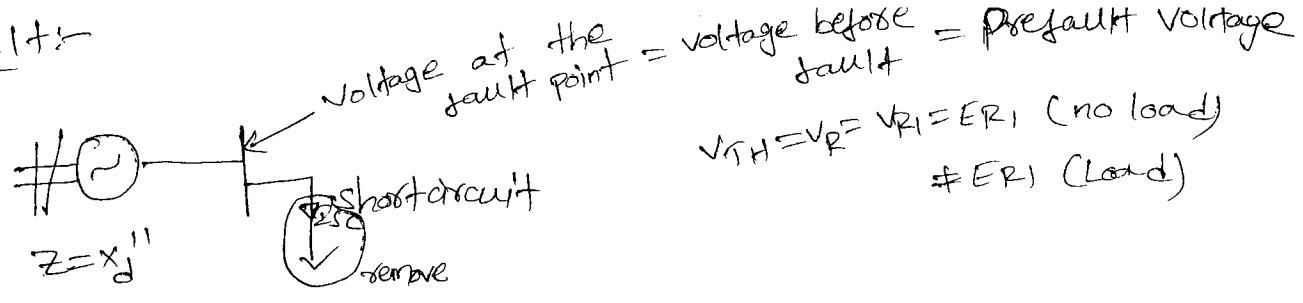 lt:-
voltage at the fault point = voltage before fault = Prefault voltage
VTH = VR = VR1 = ER1 (no load)
≠ ER1 (Load)
short circuit
Z = Xd''
remove